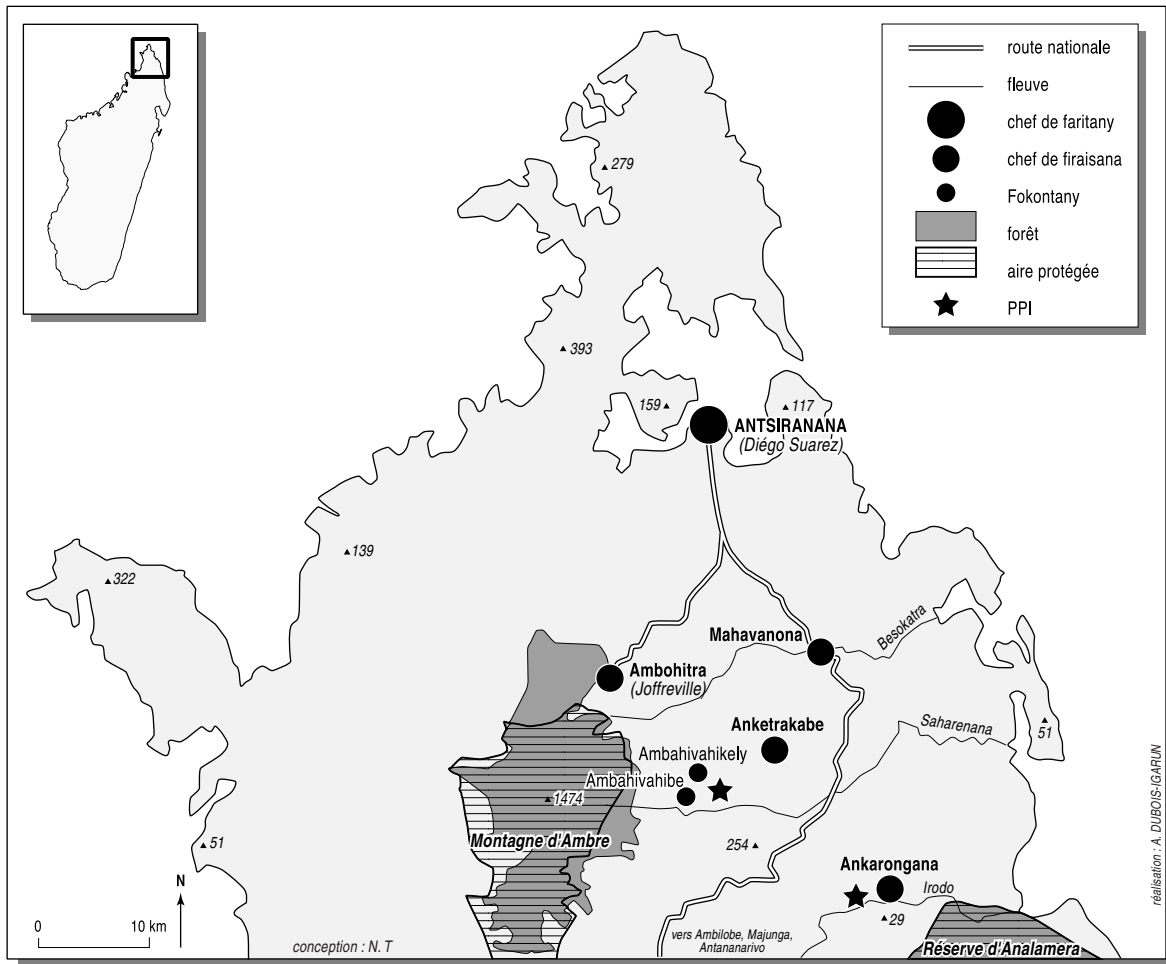 route nationale
fleuve
chef de faritany
chef de firaisana
Fokontany
forêt
aire protégée
PPI
279
393
159
117
ANTSIRANANA
(Diégo Suarez)
139
322
Mahavanona
Besokatra
Ambohitra
(Joffreville)
Anketrakabe
Saharenana
51
Ambahivahikely
Ambahivahibe
1474
Montagne d'Ambre
51
254
Ankarongana
Irodo
29
N
0 10 km
conception : N. T
vers Ambilobe, Majunga,
Antananarivo
Réserve d'Analamera
réalisation : A. DUBOIS-IGARUN